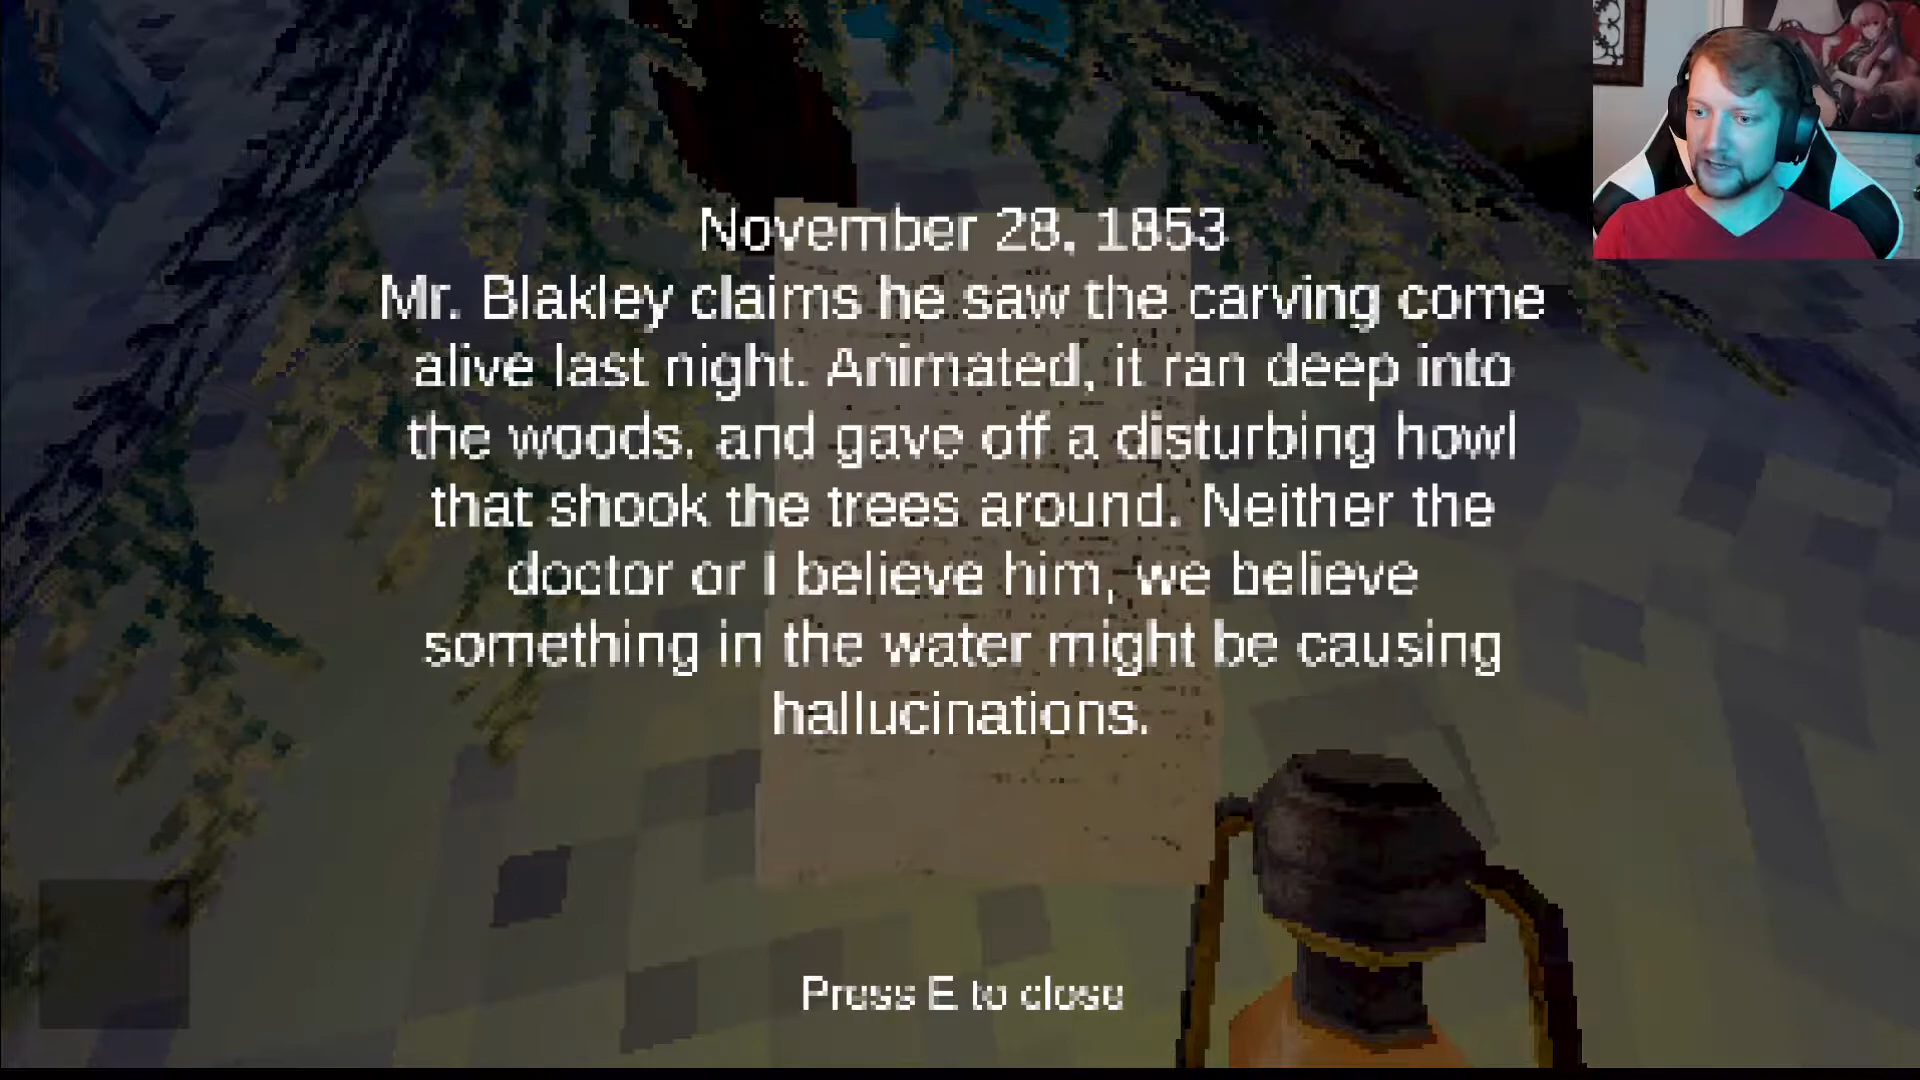 November 28, 1853
Mr. Blakley claims he saw the carving come
alive last night. Animated, it ran deep into
the woods. and gave off a disturbing howl
that shook the trees around. Neither the
doctor or I believe him, we believe
something in the water might be causing
hallucinations.
Press E to close